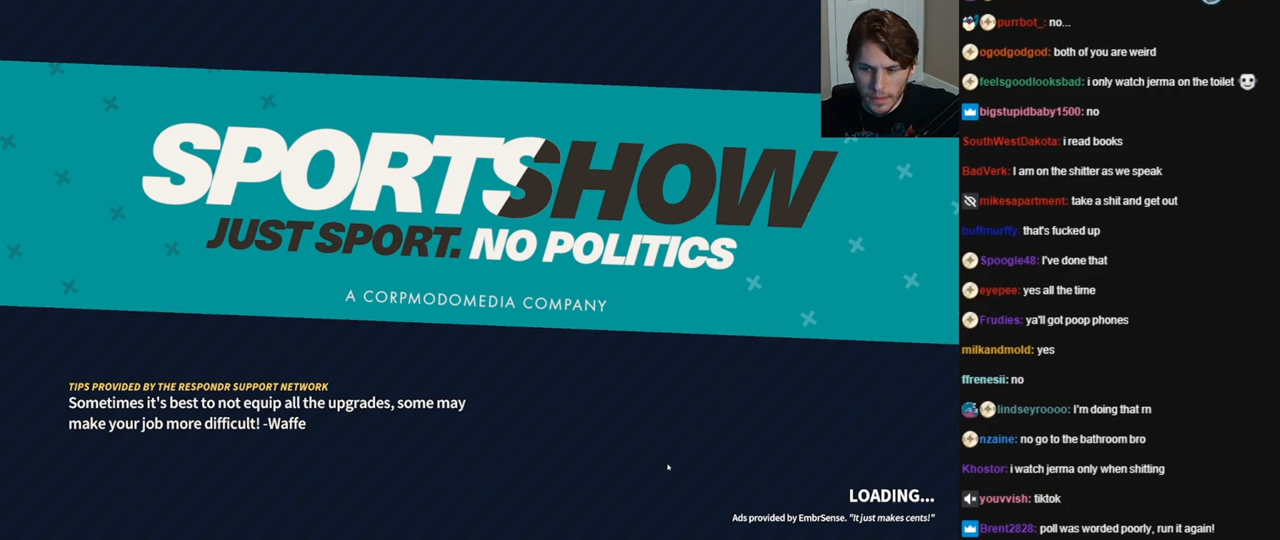 SPORTSHOW
JUST SPORT. NO POLITICS
A CORPMODOMEDIA COMPANY
TIPS PROVIDED BY THE RESPONDR SUPPORT NETWORK
Sometimes it's best to not equip all the upgrades, some may
make your job more difficult! -Waffe
LOADING...
Ads provided by EmbrSense. "It just makes cents!"
purrbot_: no...
ogodgodgod: both of you are weird
feelsgoodlooksbad: i only watch jerma on the toilet
bigstupidbaby1500: no
SouthWestDakota: i read books
BadVerk: I am on the shitter as we speak
mikesapartment: take a shit and get out
buffmurffy: that's fucked up
Spoogle48: I've done that
eyepee: yes all the time
Frudies: ya'll got poop phones
milkandmold: yes
ffrenesii: no
lindseyroooo: I'm doing that rn
nzaine: no go to the bathroom bro
Khostor: i watch jerma only when shitting
youvvish: tiktok
Brent2828: poll was worded poorly, run it again!